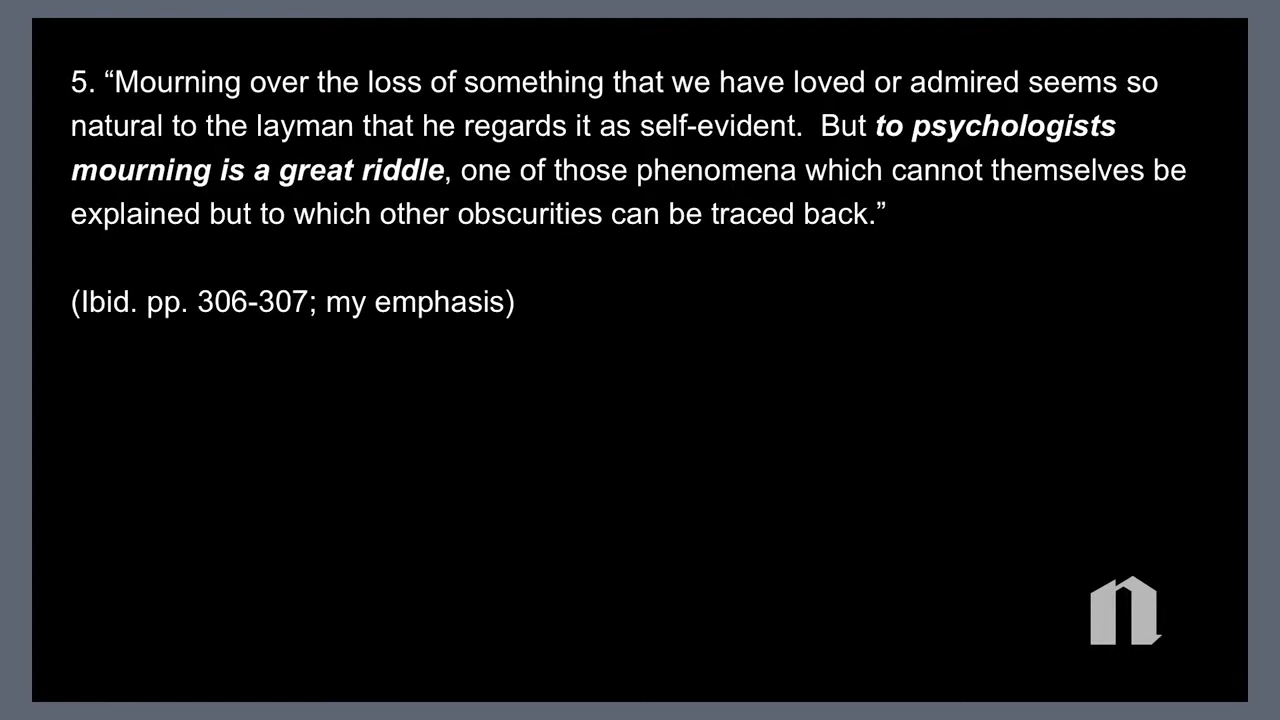 5. “Mourning over the loss of something that we have loved or admired seems so
natural to the layman that he regards it as self-evident.  But to psychologists
mourning is a great riddle, one of those phenomena which cannot themselves be
explained but to which other obscurities can be traced back.”
(Ibid. pp. 306-307; my emphasis)
n